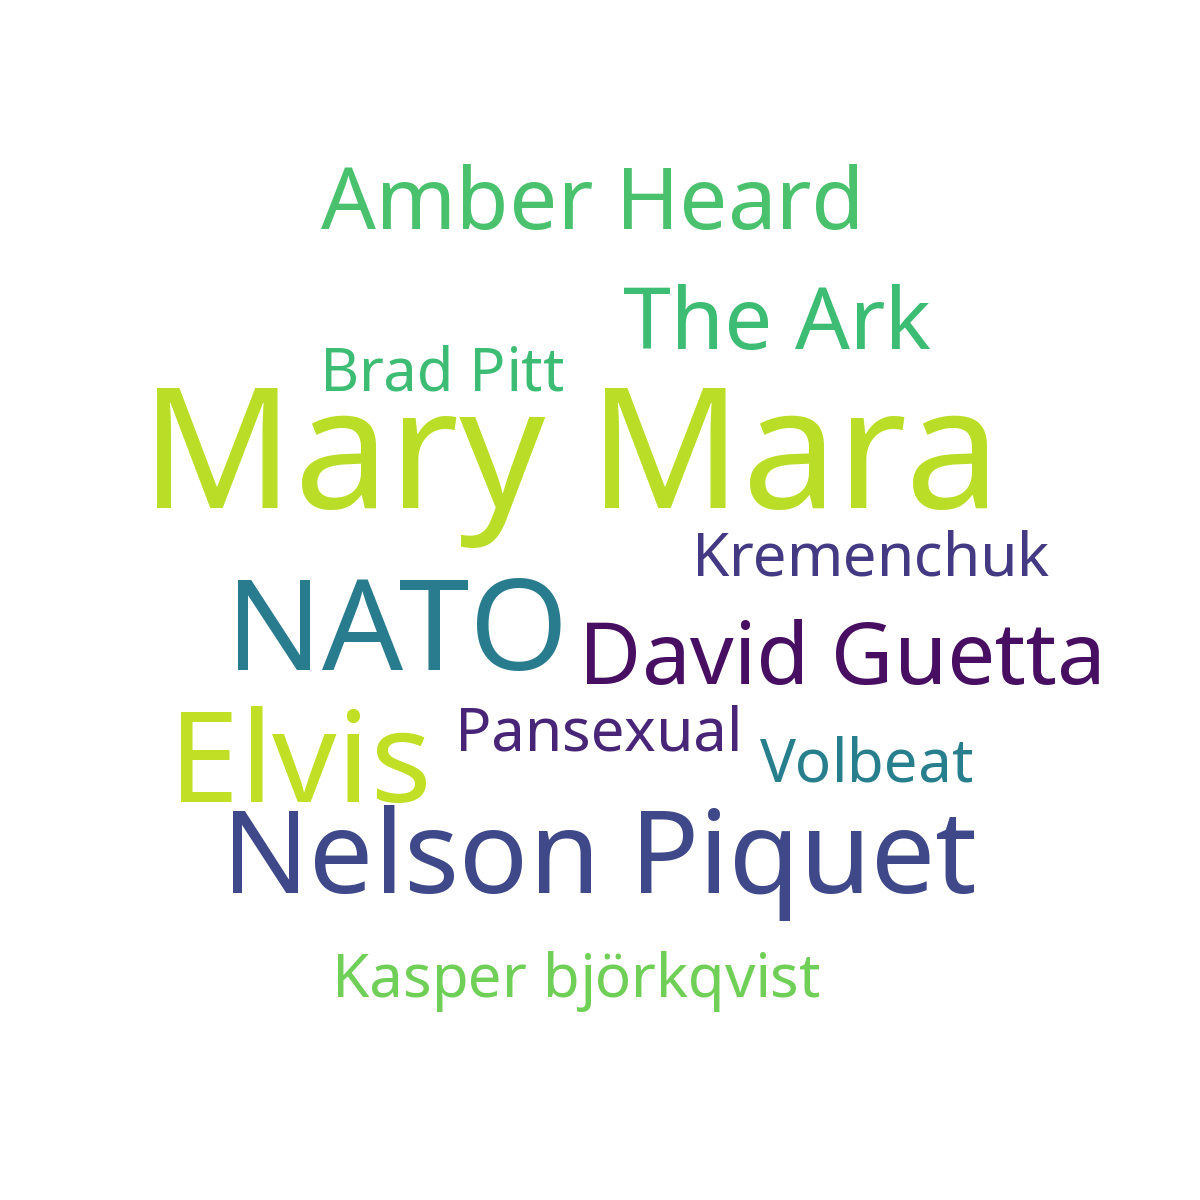 Amber Heard
The Ark
Brad Pitt
Mary Mara
Kremenchuk
NATO
David Guetta
Elvis
Pansexual
Volbeat
Nelson Piquet
Kasper björkqvist